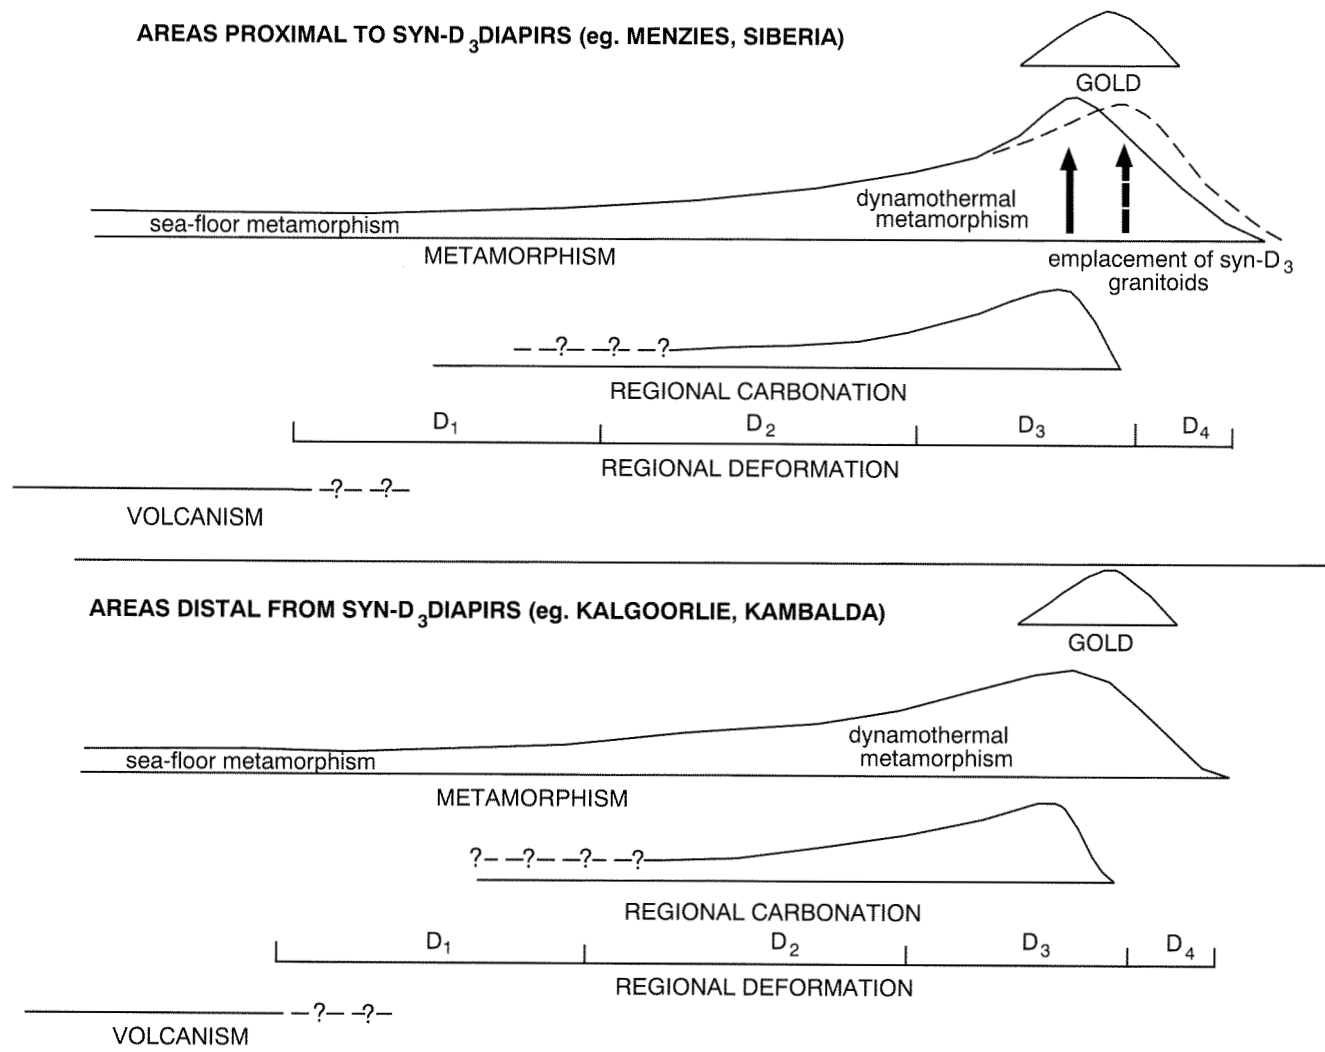 AREAS PROXIMAL TO SYN-D3DIAPIRS (eg. MENZIES, SIBERIA)
GOLD
dynamothermal
metamorphism
sea-floor metamorphism
METAMORPHISM
emplacement of syn-D3
granitoids
? ? ?
REGIONAL CARBONATION
D1 D2 D3 D4
REGIONAL DEFORMATION
? ?
VOLCANISM
AREAS DISTAL FROM SYN-D3DIAPIRS (eg. KALGOORLIE, KAMBALDA)
GOLD
dynamothermal
metamorphism
sea-floor metamorphism
METAMORPHISM
? ? ? ?
REGIONAL CARBONATION
D1 D2 D3 D4
REGIONAL DEFORMATION
? ?
VOLCANISM